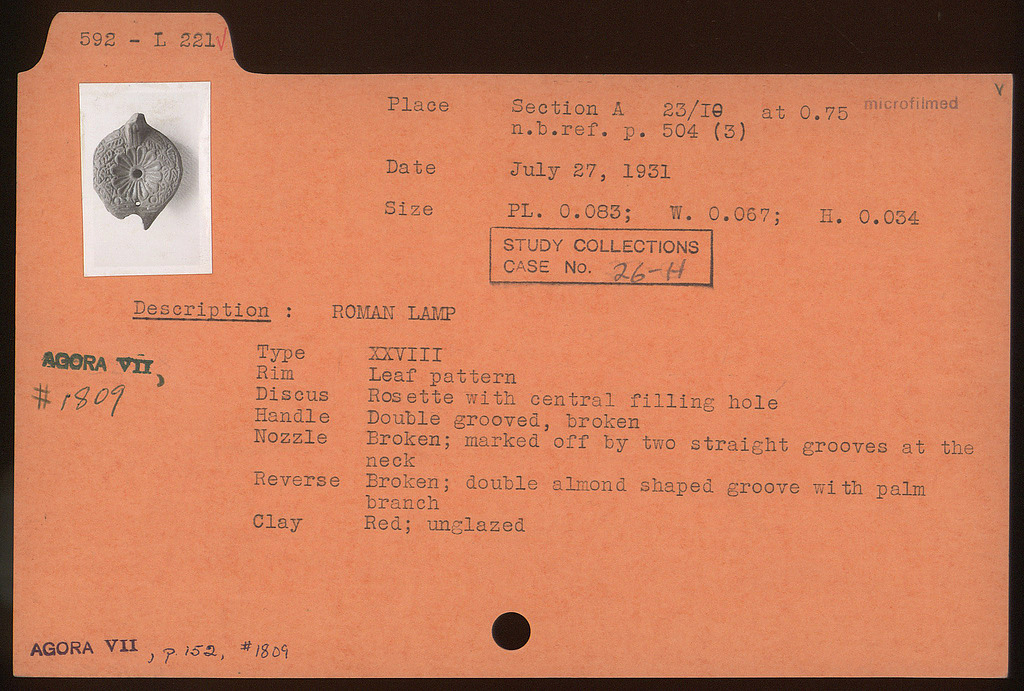 592 - L 221✓
Place Section A 23/IΘ at 0.75 microfilmed
n.b.ref. p. 504 (3)
Date July 27, 1931
Size PL. 0.083; W. 0.067; H. 0.034
STUDY COLLECTIONS
CASE No. 26-H
Description : ROMAN LAMP
AGORA VII,
#1809
Type XXVIII
Rim Leaf pattern
Discus Rosette with central filling hole
Handle Double grooved, broken
Nozzle Broken; marked off by two straight grooves at the
neck
Reverse Broken; double almond shaped groove with palm
branch
Clay Red; unglazed
AGORA VII, p. 152, #1809